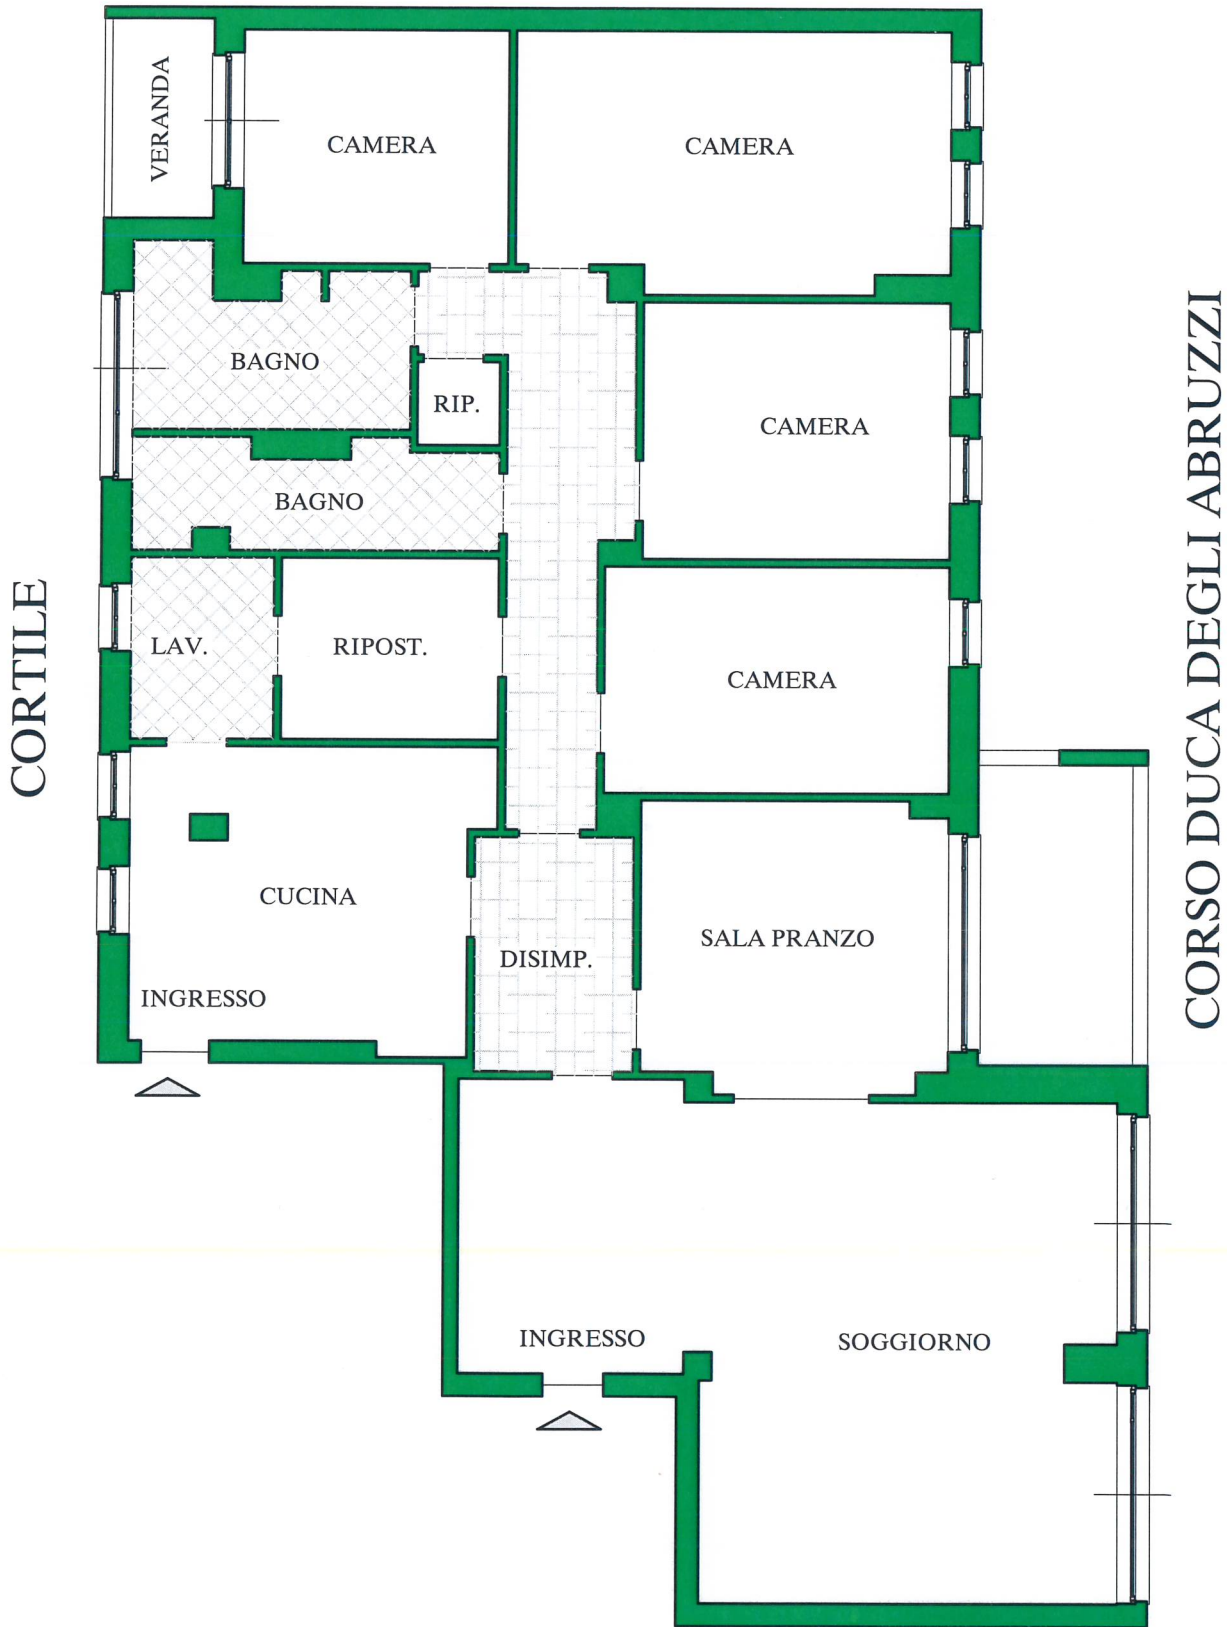 VERANDA
CAMERA
CAMERA
BAGNO
RIP.
CAMERA
BAGNO
CORTILE
LAV.
RIPOST.
CAMERA
CORSO DUCA DEGLI ABRUZZI
CUCINA
SALA PRANZO
DISIMP.
INGRESSO
INGRESSO
SOGGIORNO